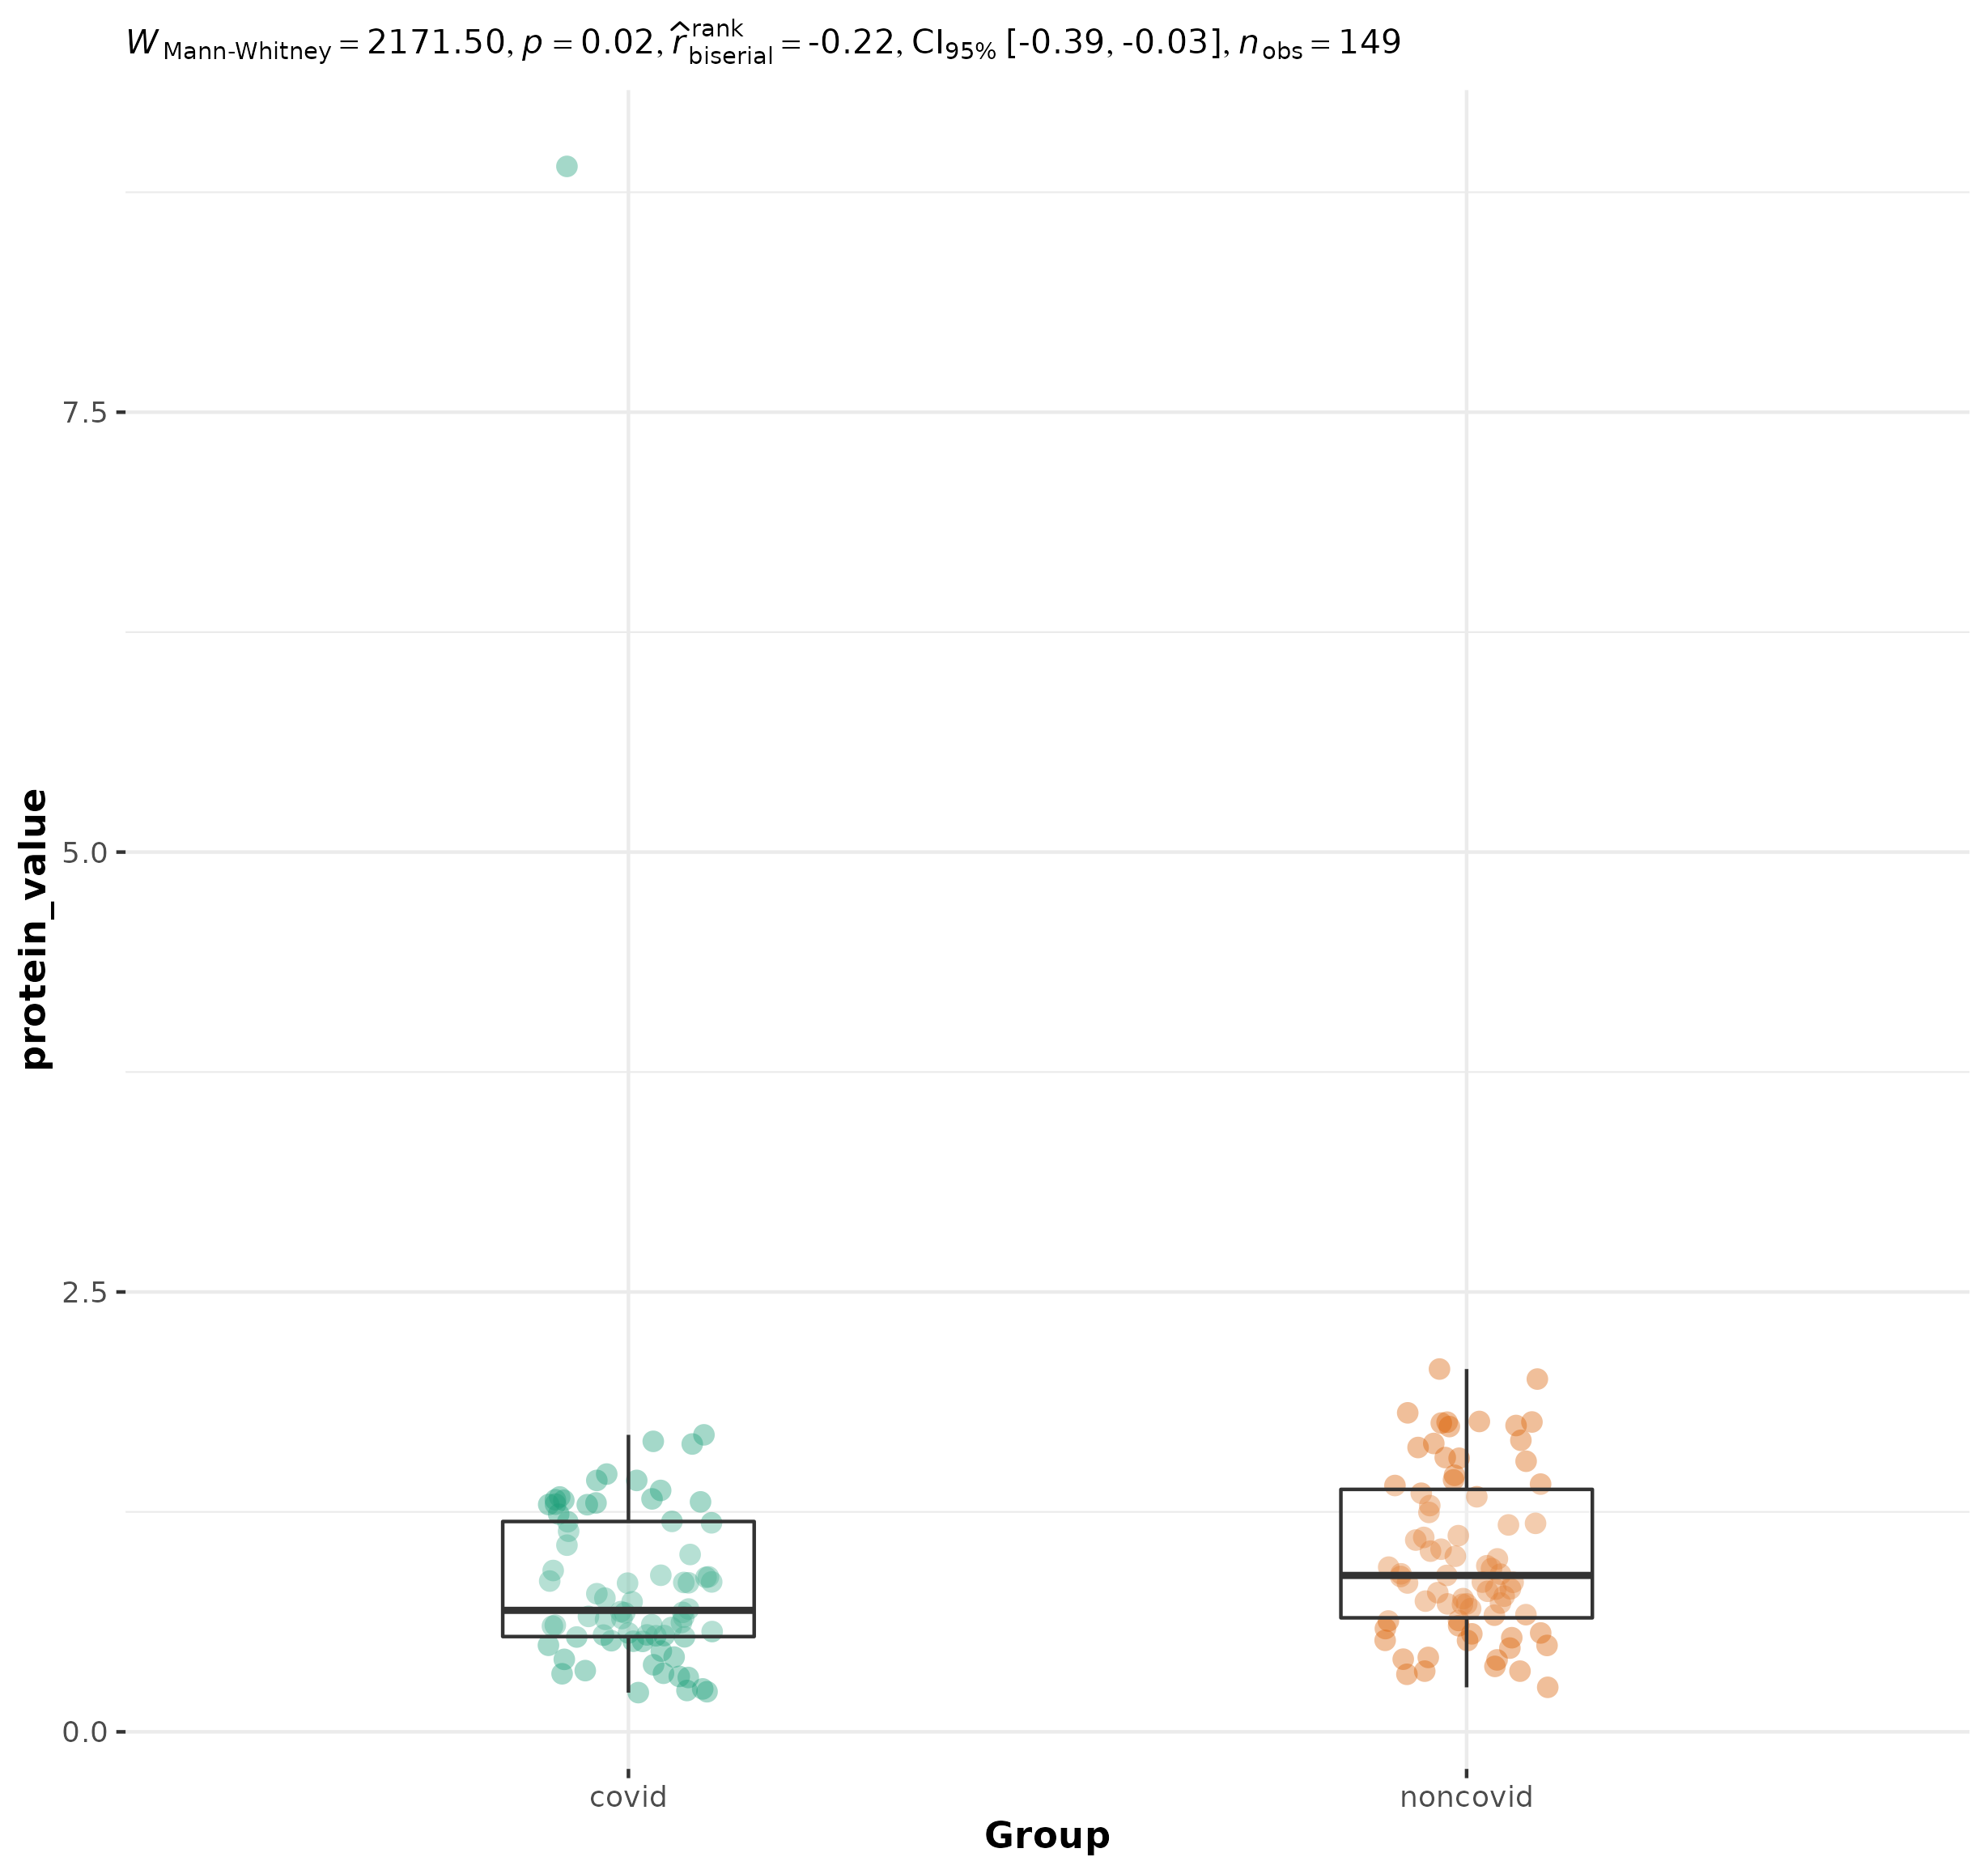 W Mann-Whitney = 2171.50, p = 0.02, r̂ rank biserial = -0.22, CI95% [-0.39, -0.03], nobs = 149
protein_value
7.5
5.0
2.5
0.0
covid noncovid
Group